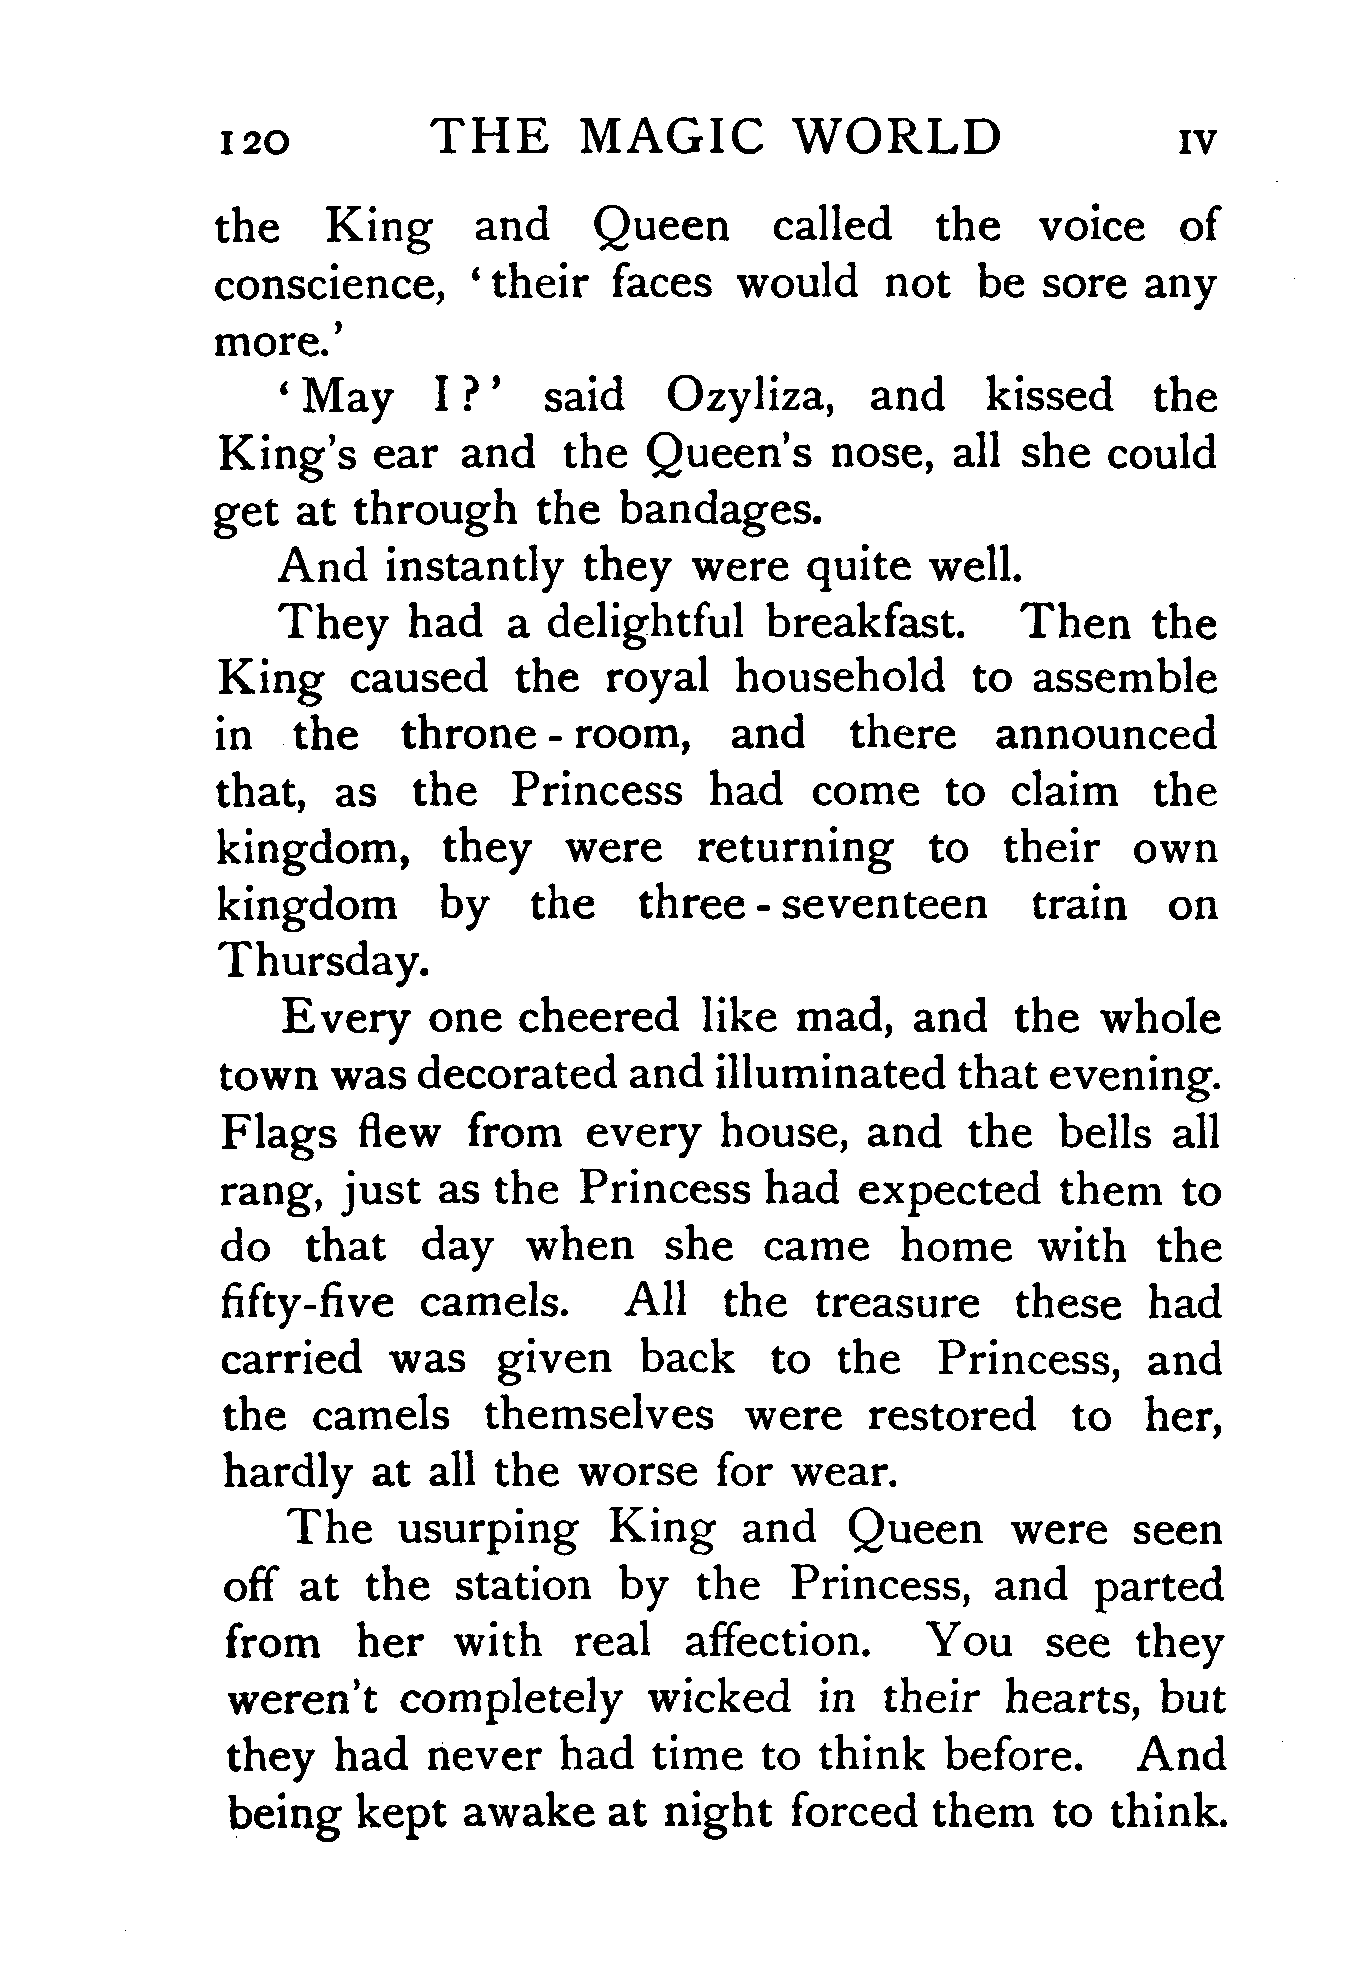 120 THE MAGIC WORLD IV
the King and Queen called the voice of
conscience, ‘their faces would not be sore any
more.’
‘May I?’ said Ozyliza, and kissed the
King's ear and the Queen's nose, all she could
get at through the bandages.
And instantly they were quite well.
They had a delightful breakfast. Then the
King caused the royal household to assemble
in the throne-room, and there announced
that, as the Princess had come to claim the
kingdom, they were returning to their own
kingdom by the three-seventeen train on
Thursday.
Every one cheered like mad, and the whole
town was decorated and illuminated that evening.
Flags flew from every house, and the bells all
rang, just as the Princess had expected them to
do that day when she came home with the
fifty-five camels. All the treasure these had
carried was given back to the Princess, and
the camels themselves were restored to her,
hardly at all the worse for wear.
The usurping King and Queen were seen
off at the station by the Princess, and parted
from her with real affection. You see they
weren't completely wicked in their hearts, but
they had never had time to think before. And
being kept awake at night forced them to think.